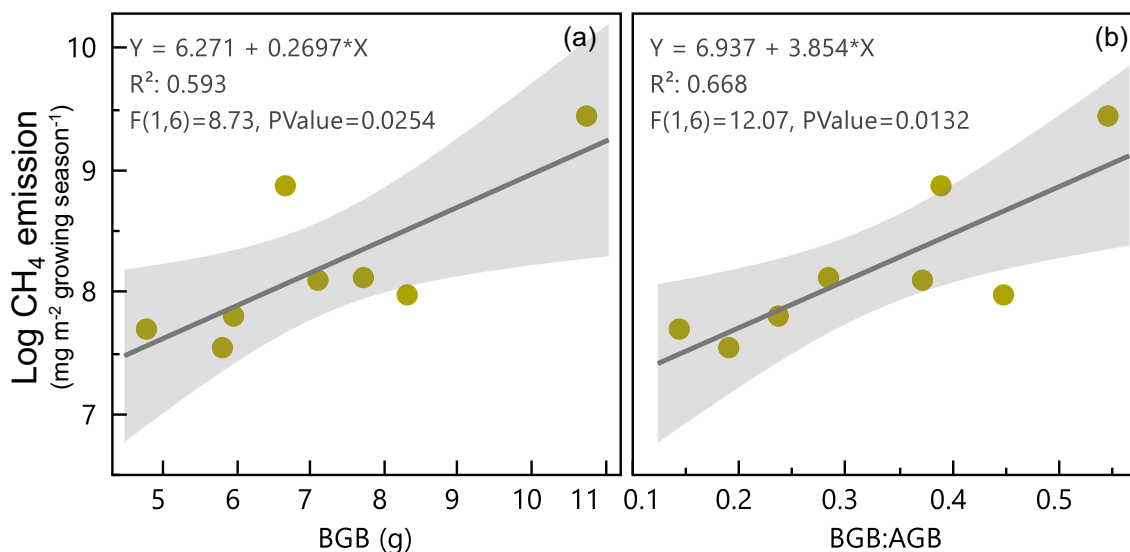 Y = 6.271 + 0.2697*X
R²: 0.593
F(1,6)=8.73, PValue=0.0254
(a)
Y = 6.937 + 3.854*X
R²: 0.668
F(1,6)=12.07, PValue=0.0132
(b)
Log CH₄ emission
(mg m⁻² growing season⁻¹)
10
9
8
7
5 6 7 8 9 10 11
BGB (g)
0.1 0.2 0.3 0.4 0.5
BGB:AGB